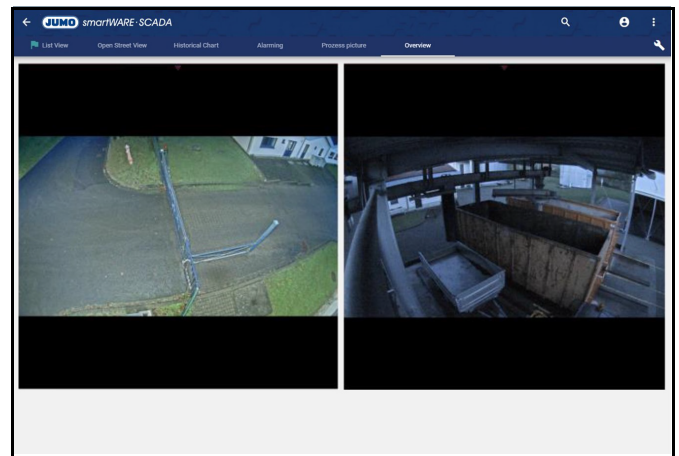 JUMO smartWARE·SCADA
List View Open Street View Historical Chart Alarming Prozess picture Overview